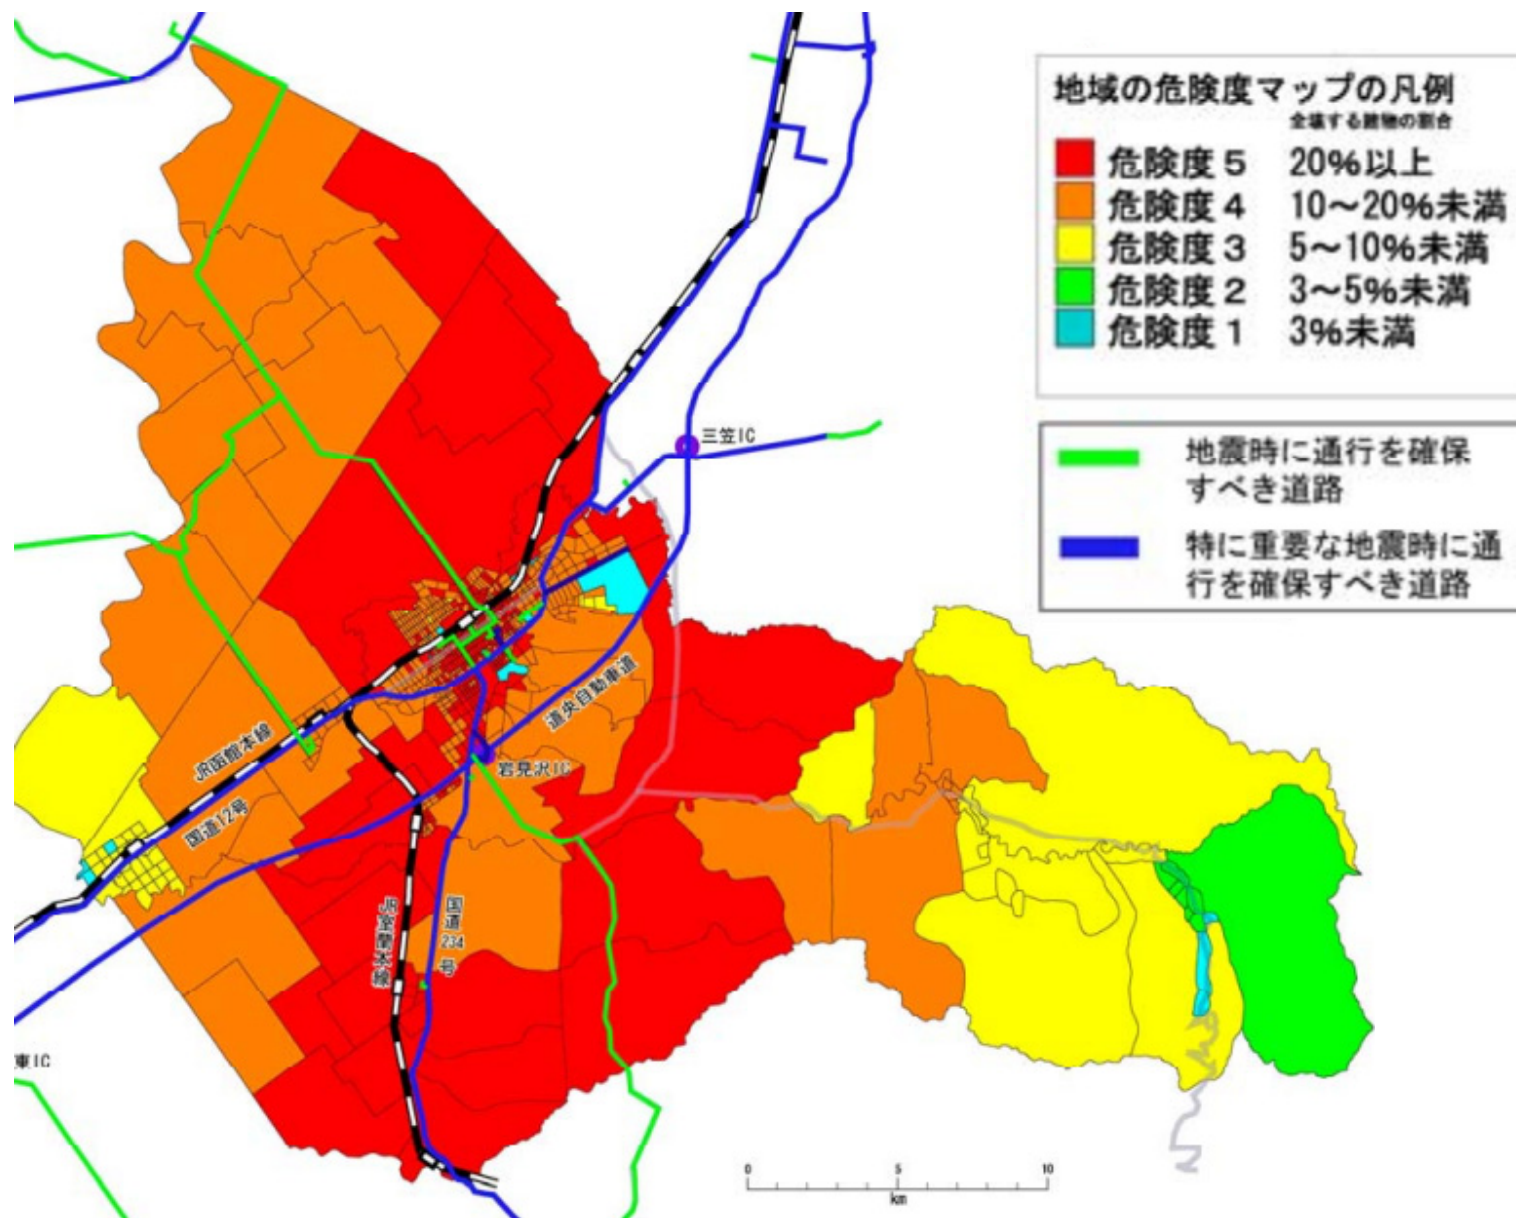 地域の危険度マップの凡例
全壊する建物の割合
危険度５ 20%以上
危険度４ 10～20%未満
危険度３ 5～10%未満
危険度２ 3～5%未満
危険度１ 3%未満
三笠IC
地震時に通行を確保
すべき道路
特に重要な地震時に通
行を確保すべき道路
道央自動車道
JR函館本線
岩見沢IC
国道12号
JR室蘭本線
国道234号
東IC
0 5 10
km